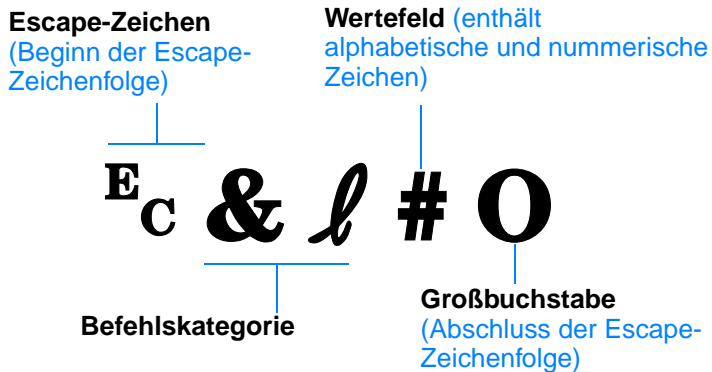 Escape-Zeichen
(Beginn der Escape-
Zeichenfolge)
Wertefeld (enthält
alphabetische und nummerische
Zeichen)
EC & ℓ # O
Befehlskategorie
Großbuchstabe
(Abschluss der Escape-
Zeichenfolge)